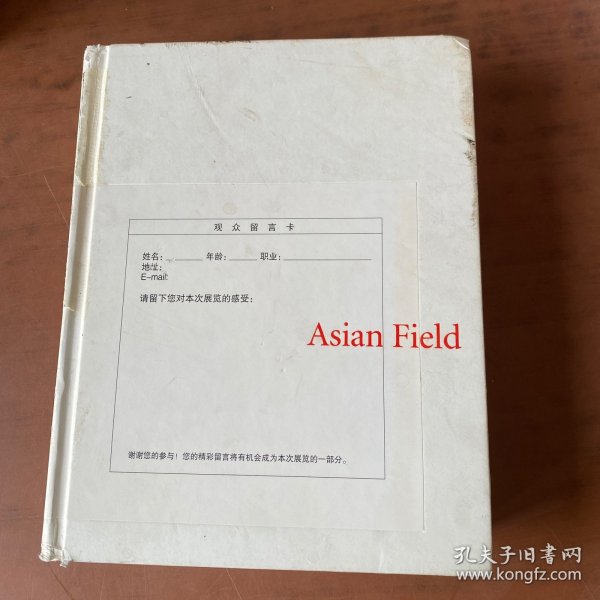 观众留言卡
姓名：______ 年龄：_____ 职业：_______________
地址：
E-mail:
请留下您对本次展览的感受：
Asian Field
谢谢您的参与！您的精彩留言将有机会成为本次展览的一部分。
孔夫子旧书网
www.kongfz.com